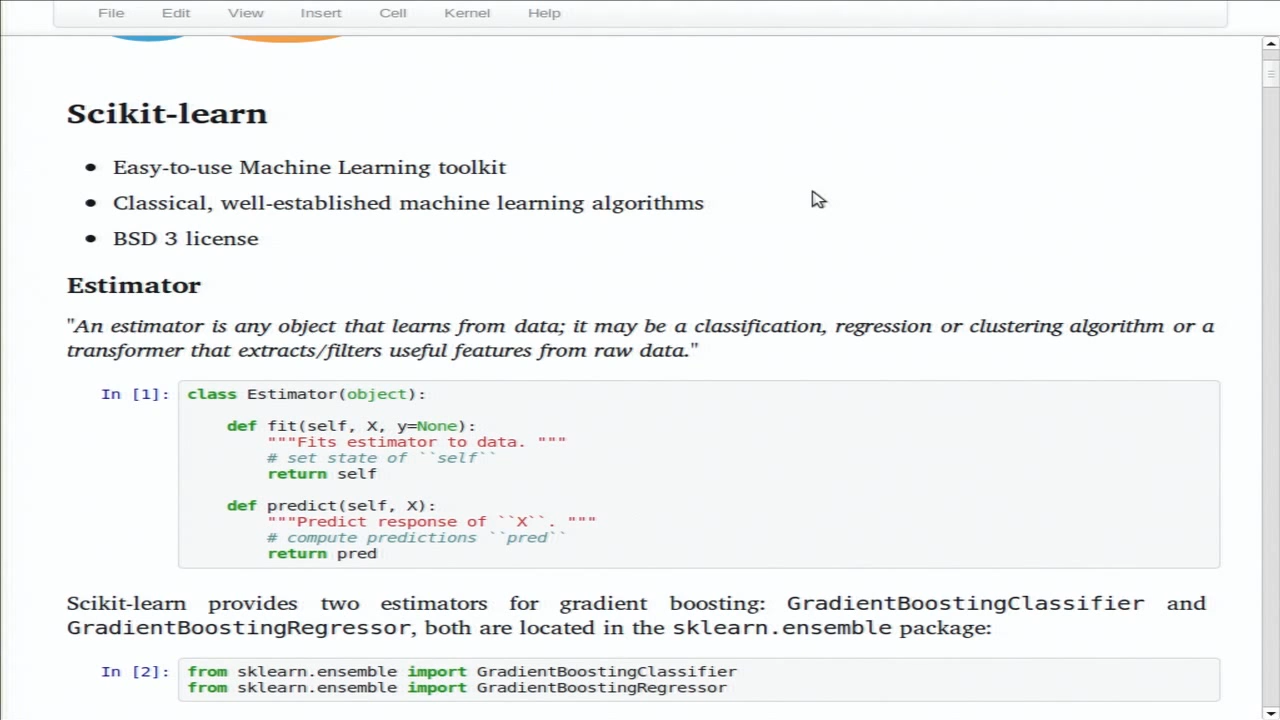 File Edit View Insert Cell Kernel Help
Scikit-learn
• Easy-to-use Machine Learning toolkit
• Classical, well-established machine learning algorithms
• BSD 3 license
Estimator
"An estimator is any object that learns from data; it may be a classification, regression or clustering algorithm or a
transformer that extracts/filters useful features from raw data."
In [1]: class Estimator(object):
def fit(self, X, y=None):
"""Fits estimator to data. """
# set state of ``self``
return self
def predict(self, X):
"""Predict response of ``X``. """
# compute predictions ``pred``
return pred
Scikit-learn provides two estimators for gradient boosting: GradientBoostingClassifier and
GradientBoostingRegressor, both are located in the sklearn.ensemble package:
In [2]: from sklearn.ensemble import GradientBoostingClassifier
from sklearn.ensemble import GradientBoostingRegressor